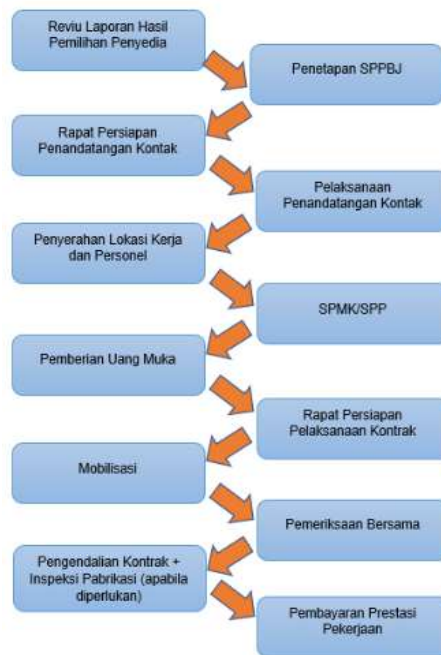 Reviu Laporan Hasil
Pemilihan Penyedia
Penetapan SPPBJ
Rapat Persiapan
Penandatangan Kontak
Pelaksanaan
Penandatangan Kontak
Penyerahan Lokasi Kerja
dan Personel
SPMK/SPP
Pemberian Uang Muka
Rapat Persiapan
Pelaksanaan Kontrak
Mobilisasi
Pemeriksaan Bersama
Pengendalian Kontrak +
Inspeksi Pabrikasi (apabila
diperlukan)
Pembayaran Prestasi
Pekerjaan